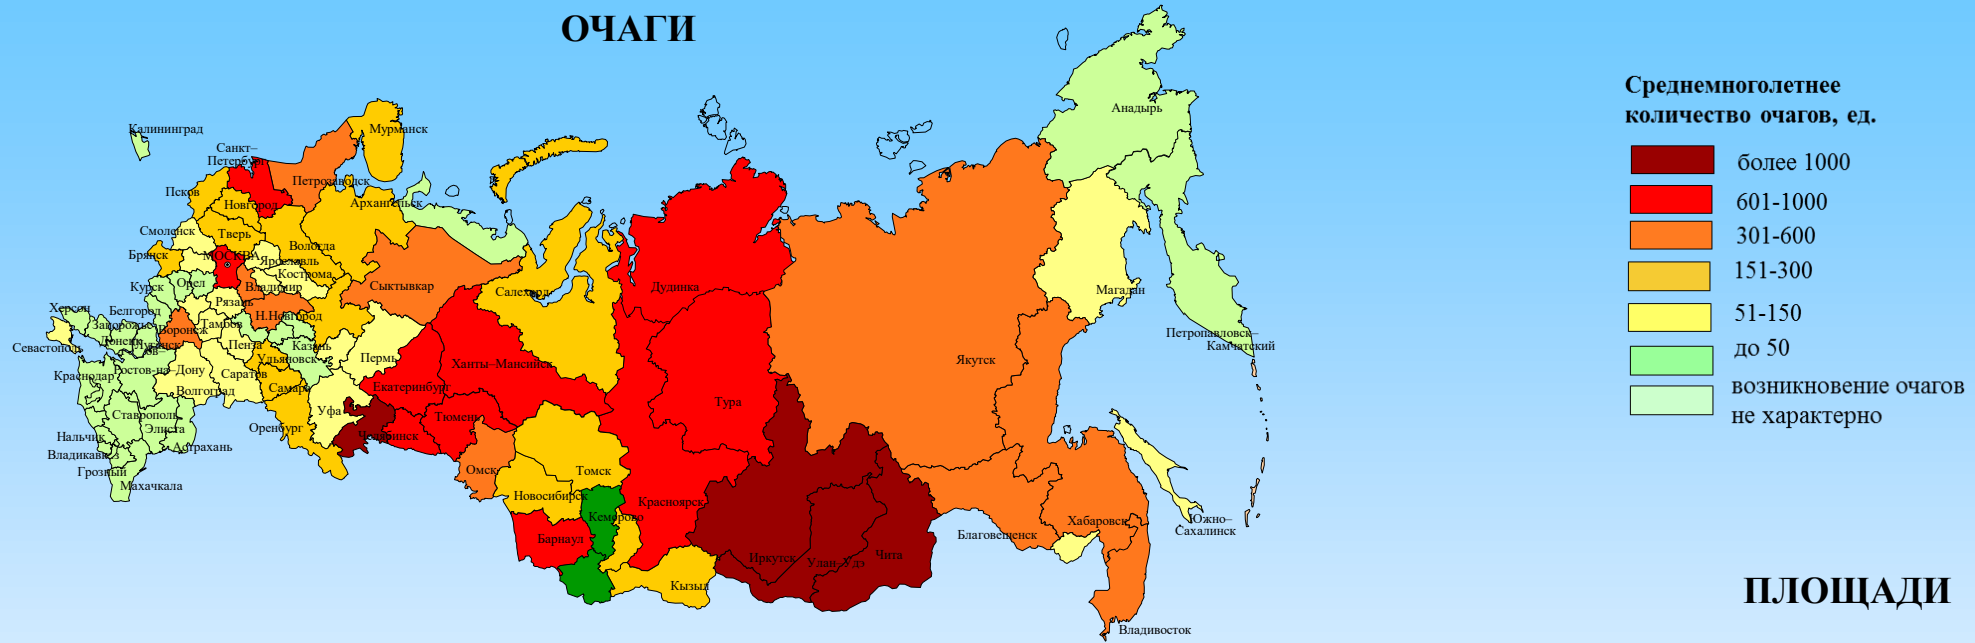 ОЧАГИ
Среднемноголетнее
количество очагов, ед.
более 1000
601-1000
301-600
151-300
51-150
до 50
возникновение очагов
не характерно
ПЛОЩАДИ
Анадырь
Калининград
Мурманск
Санкт–
Петербург
Петрозаводск
Псков
Новгород
Архангельск
Смоленск
Тверь
Вологда
Брянск
МОСКВА
Ярославль
Кострома
Курск
Орел
Владимир
Сыктывкар
Салехард
Дудинка
Магадан
Херсон
Белгород
Рязань
Запорожье
Воронеж
Тамбов
Н.Новгород
Севастополь
Донецк
Луганск
Пенза
Казань
Ульяновск
Пермь
Ханты–Мансийск
Якутск
Петропавловск–
Камчатский
Краснодар
Ростов-на–Дону
Саратов
Волгоград
Самара
Екатеринбург
Тура
Ставрополь
Уфа
Тюмень
Элиста
Оренбург
Челябинск
Нальчик
Астрахань
Владикавказ
Грозный
Махачкала
Омск
Томск
Новосибирск
Кемерово
Красноярск
Барнаул
Кызыл
Иркутск
Улан–Удэ
Чита
Благовещенск
Хабаровск
Южно–
Сахалинск
Владивосток